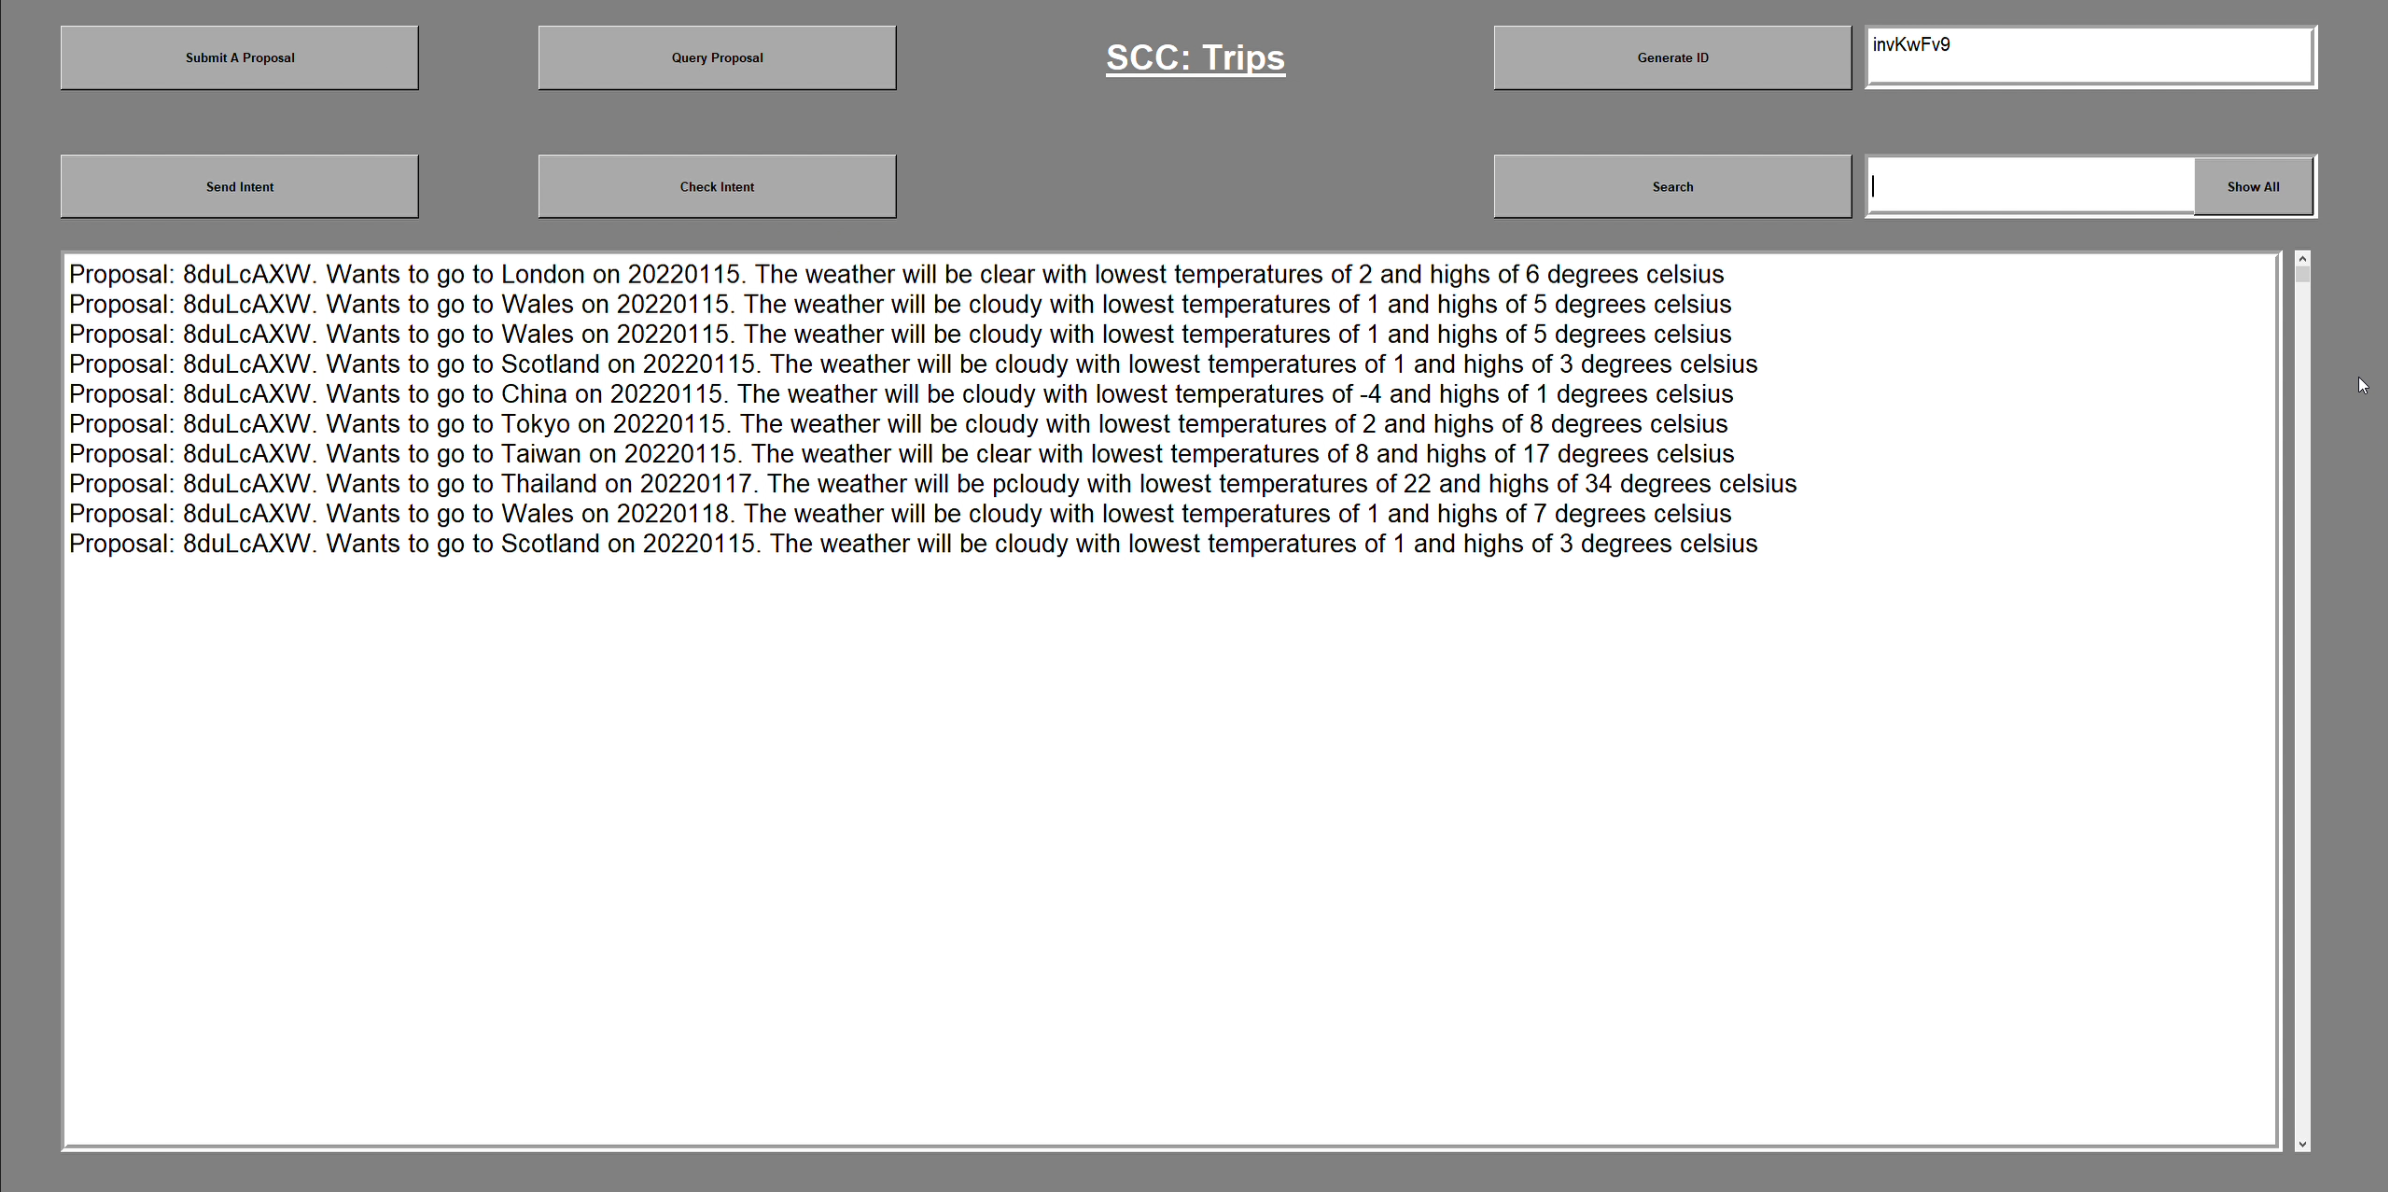 Submit A Proposal
Query Proposal
SCC: Trips
Generate ID
invKwFv9
Send Intent
Check Intent
Search
Show All
Proposal: 8duLcAXW. Wants to go to London on 20220115. The weather will be clear with lowest temperatures of 2 and highs of 6 degrees celsius
Proposal: 8duLcAXW. Wants to go to Wales on 20220115. The weather will be cloudy with lowest temperatures of 1 and highs of 5 degrees celsius
Proposal: 8duLcAXW. Wants to go to Wales on 20220115. The weather will be cloudy with lowest temperatures of 1 and highs of 5 degrees celsius
Proposal: 8duLcAXW. Wants to go to Scotland on 20220115. The weather will be cloudy with lowest temperatures of 1 and highs of 3 degrees celsius
Proposal: 8duLcAXW. Wants to go to China on 20220115. The weather will be cloudy with lowest temperatures of -4 and highs of 1 degrees celsius
Proposal: 8duLcAXW. Wants to go to Tokyo on 20220115. The weather will be cloudy with lowest temperatures of 2 and highs of 8 degrees celsius
Proposal: 8duLcAXW. Wants to go to Taiwan on 20220115. The weather will be clear with lowest temperatures of 8 and highs of 17 degrees celsius
Proposal: 8duLcAXW. Wants to go to Thailand on 20220117. The weather will be pcloudy with lowest temperatures of 22 and highs of 34 degrees celsius
Proposal: 8duLcAXW. Wants to go to Wales on 20220118. The weather will be cloudy with lowest temperatures of 1 and highs of 7 degrees celsius
Proposal: 8duLcAXW. Wants to go to Scotland on 20220115. The weather will be cloudy with lowest temperatures of 1 and highs of 3 degrees celsius